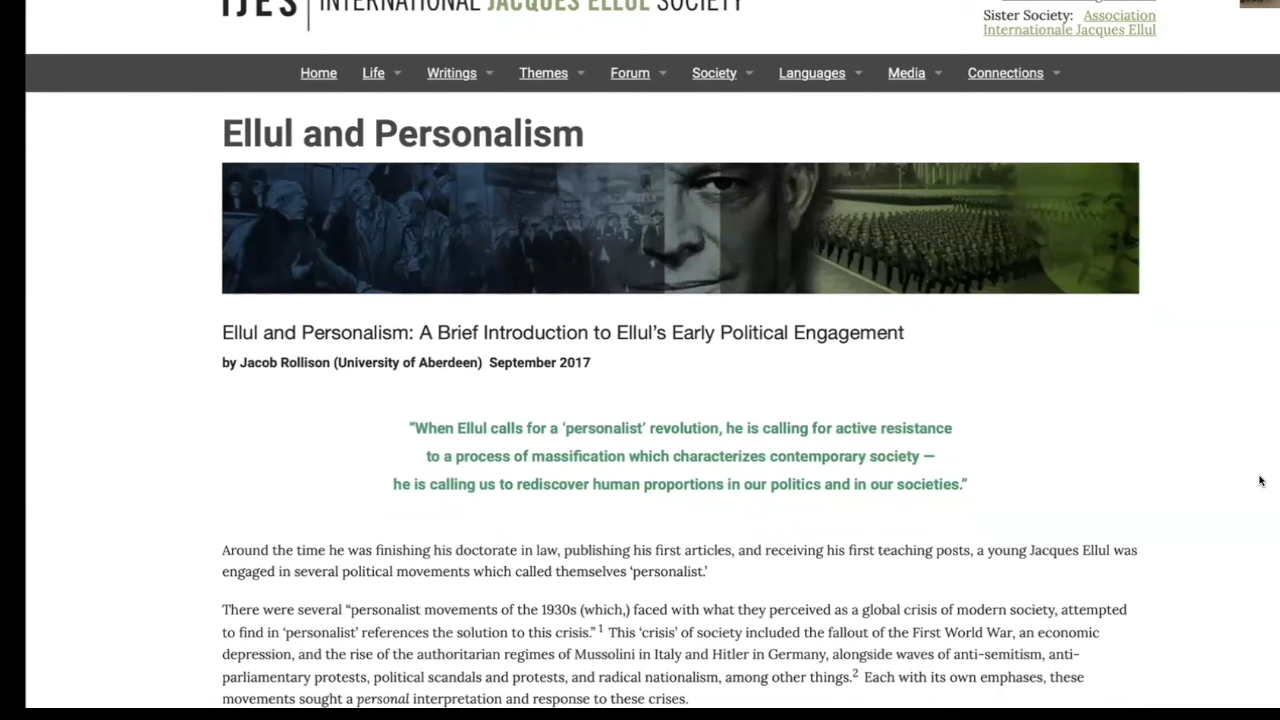 IJES INTERNATIONAL JACQUES ELLUL SOCIETY
Sister Society: Association
Internationale Jacques Ellul
Home Life Writings Themes Forum Society Languages Media Connections
Ellul and Personalism
Ellul and Personalism: A Brief Introduction to Ellul’s Early Political Engagement
by Jacob Rollison (University of Aberdeen) September 2017
“When Ellul calls for a ‘personalist’ revolution, he is calling for active resistance
to a process of massification which characterizes contemporary society —
he is calling us to rediscover human proportions in our politics and in our societies.”
Around the time he was finishing his doctorate in law, publishing his first articles, and receiving his first teaching posts, a young Jacques Ellul was
engaged in several political movements which called themselves ‘personalist.’
There were several “personalist movements of the 1930s (which,) faced with what they perceived as a global crisis of modern society, attempted
to find in ‘personalist’ references the solution to this crisis.” 1 This ‘crisis’ of society included the fallout of the First World War, an economic
depression, and the rise of the authoritarian regimes of Mussolini in Italy and Hitler in Germany, alongside waves of anti-semitism, anti-
parliamentary protests, political scandals and protests, and radical nationalism, among other things.2 Each with its own emphases, these
movements sought a personal interpretation and response to these crises.